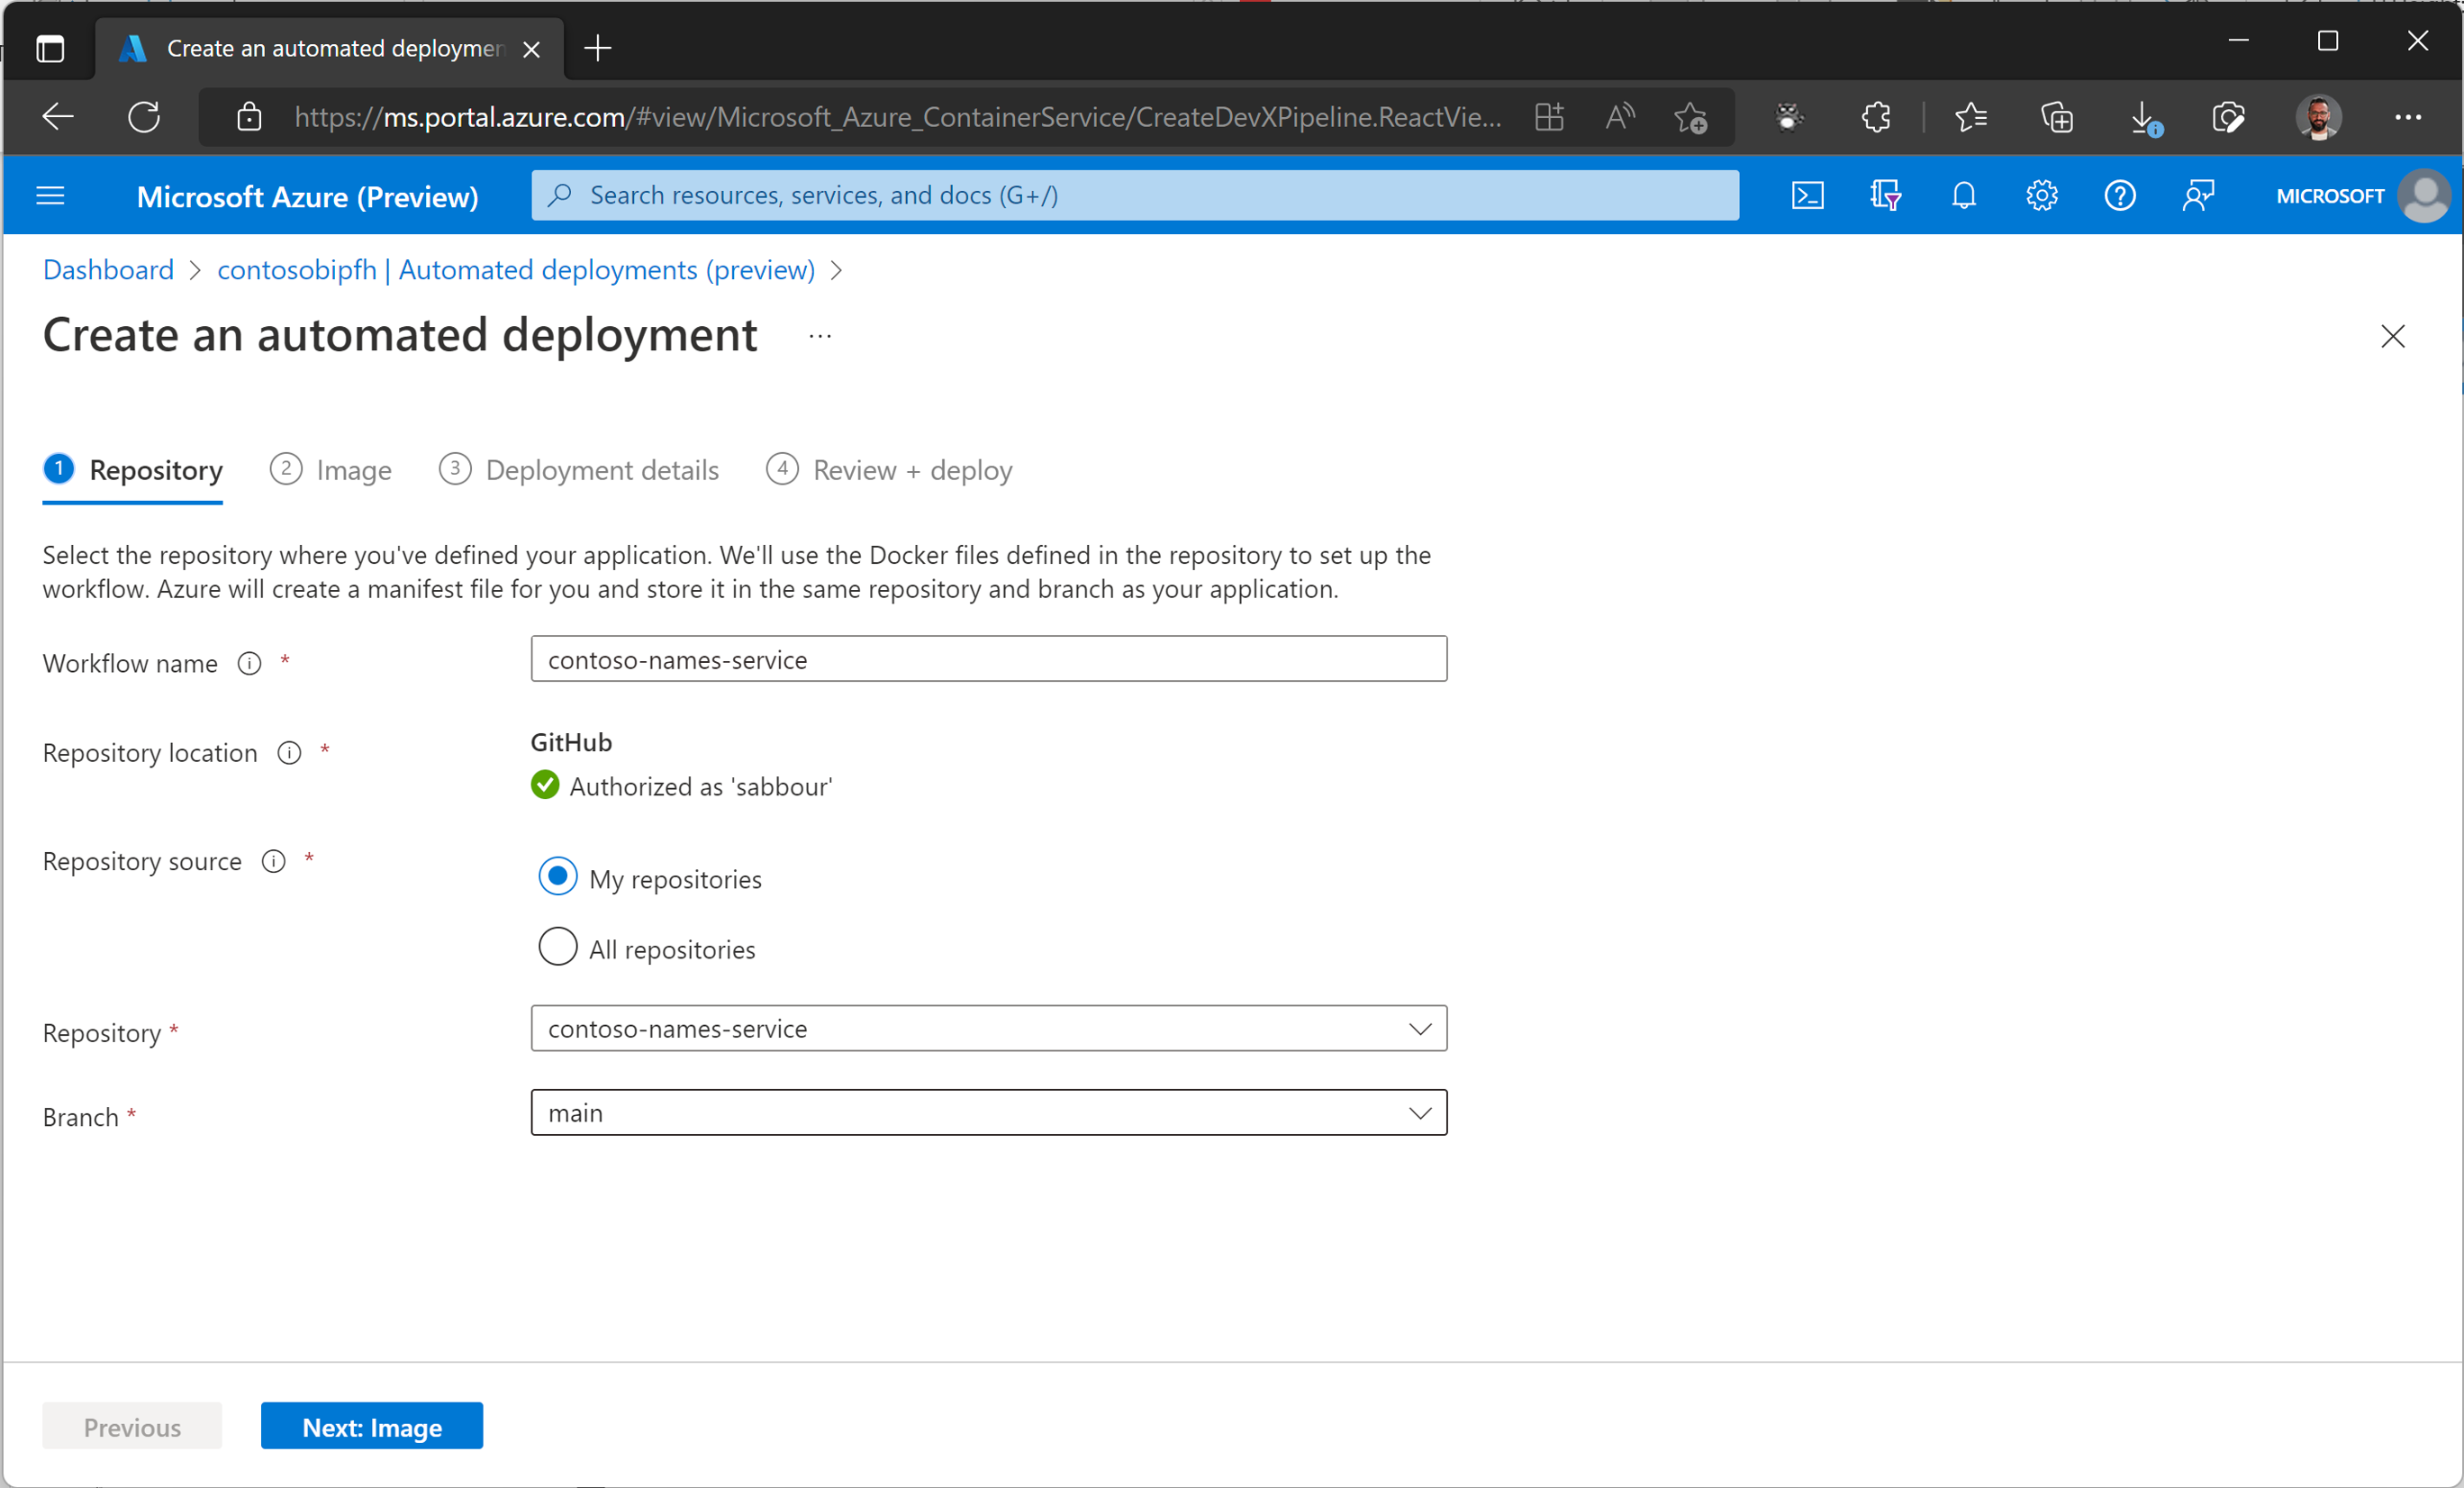 Create an automated deploymen
https://ms.portal.azure.com/#view/Microsoft_Azure_ContainerService/CreateDevXPipeline.ReactVie...
Microsoft Azure (Preview)
Search resources, services, and docs (G+/)
MICROSOFT
Dashboard > contosobipfh | Automated deployments (preview) >
Create an automated deployment ...
1 Repository 2 Image 3 Deployment details 4 Review + deploy
Select the repository where you've defined your application. We'll use the Docker files defined in the repository to set up the
workflow. Azure will create a manifest file for you and store it in the same repository and branch as your application.
Workflow name *
contoso-names-service
Repository location *
GitHub
Authorized as 'sabbour'
Repository source *
My repositories
All repositories
Repository *
contoso-names-service
Branch *
main
Previous
Next: Image